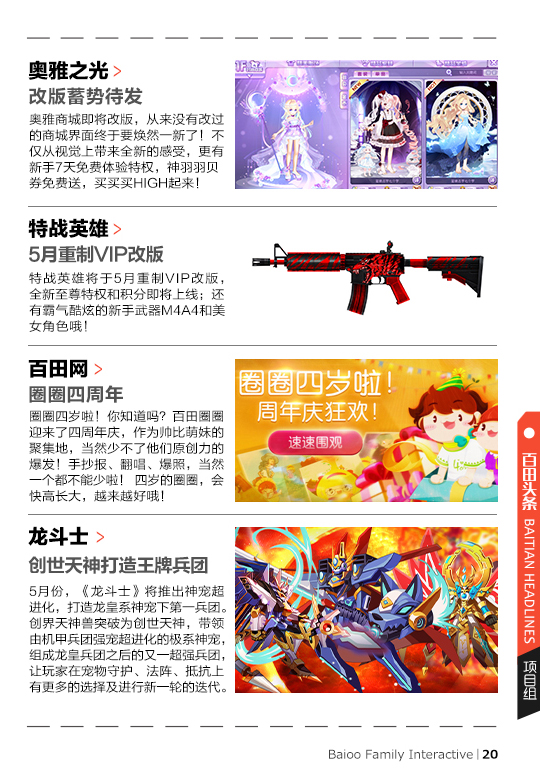 奥雅之光 >
改版蓄势待发
奥雅商城即将改版，从来没有改过
的商城界面终于要焕然一新了！不
仅从视觉上带来全新的感受，更有
新手7天免费体验特权，神羽羽贝
券免费送，买买买HIGH起来！
特战英雄 >
5月重制VIP改版
特战英雄将于5月重制VIP改版，
全新至尊特权和积分即将上线；还
有霸气酷炫的新手武器M4A4和美
女角色哦！
百田网 >
圈圈四周年
圈圈四岁啦！你知道吗？百田圈圈
迎来了四周年庆，作为帅比萌妹的
聚集地，当然少不了他们原创力的
爆发！手抄报、翻唱、爆照，当然
一个都不能少啦！ 四岁的圈圈，会
快高长大，越来越好哦！
圈圈四岁啦！
周年庆狂欢！
速速围观
龙斗士 >
创世天神打造王牌兵团
5月份，《龙斗士》将推出神宠超
进化，打造龙皇系神宠下第一兵团。
创界天神兽突破为创世天神，带领
由机甲兵团强宠超进化的极系神宠，
组成龙皇兵团之后的又一超强兵团，
让玩家在宠物守护、法阵、抵抗上
有更多的选择及进行新一轮的迭代。
百田头条 BAITIAN HEADLINES
项目组
Baioo Family Interactive | 20